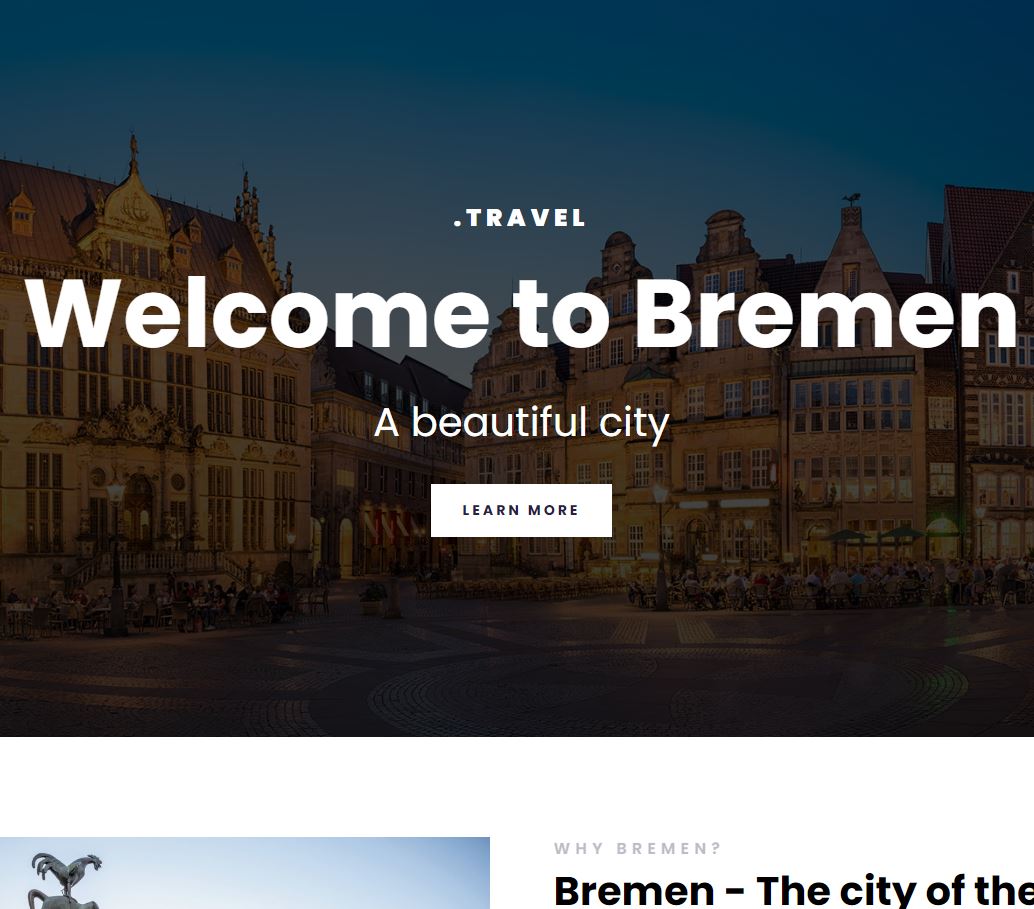 .TRAVEL
Welcome to Bremen
A beautiful city
LEARN MORE
WHY BREMEN?
Bremen - The city of the